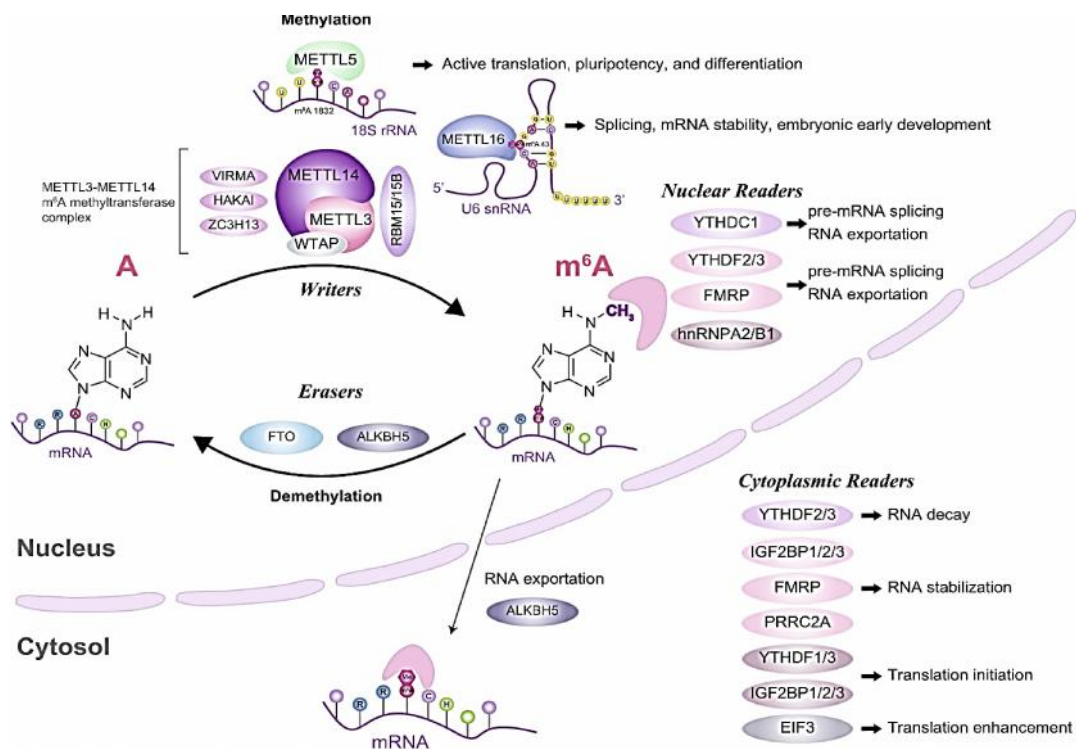 Methylation
METTL5
U U C A
m⁶A 1832
18S rRNA
Active translation, pluripotency, and differentiation
METTL16
m⁶A 43
5'
U U U U U U 3'
U6 snRNA
Splicing, mRNA stability, embryonic early development
METTL3-METTL14
m⁶A methyltransferase
complex
VIRMA
HAKAI
ZC3H13
METTL14
METTL3
WTAP
RBM15/15B
A
Writers
m⁶A
H H
N
N N
N N
H-N-CH₃
N N
N N
R R A C H
mRNA
Erasers
FTO
ALKBH5
Demethylation
R R C H
mRNA
Nuclear Readers
YTHDC1
pre-mRNA splicing
RNA exportation
YTHDF2/3
FMRP
hnRNPA2/B1
pre-mRNA splicing
RNA exportation
Nucleus
Cytosol
RNA exportation
ALKBH5
R R C H
mRNA
Cytoplasmic Readers
YTHDF2/3
RNA decay
IGF2BP1/2/3
FMRP
RNA stabilization
PRRC2A
YTHDF1/3
Translation initiation
IGF2BP1/2/3
EIF3
Translation enhancement